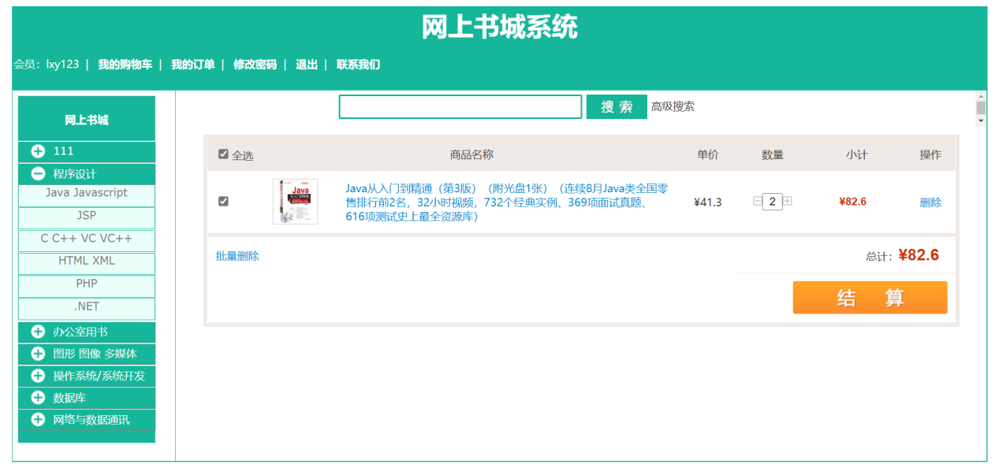 网上书城系统
会员：lxy123 | 我的购物车 | 我的订单 | 修改密码 | 退出 | 联系我们
网上书城
111
程序设计
Java Javascript
JSP
C C++ VC VC++
HTML XML
PHP
.NET
办公室用书
图形 图像 多媒体
操作系统/系统开发
数据库
网络与数据通讯
搜 索 高级搜索
全选 商品名称 单价 数量 小计 操作
Java
Java从入门到精通（第3版）（附光盘1张）（连续8月Java类全国零
售排行前2名，32小时视频，732个经典实例、369项面试真题、
616项测试史上最全资源库）
¥41.3 2 ¥82.6 删除
批量删除 总计：¥82.6
结 算